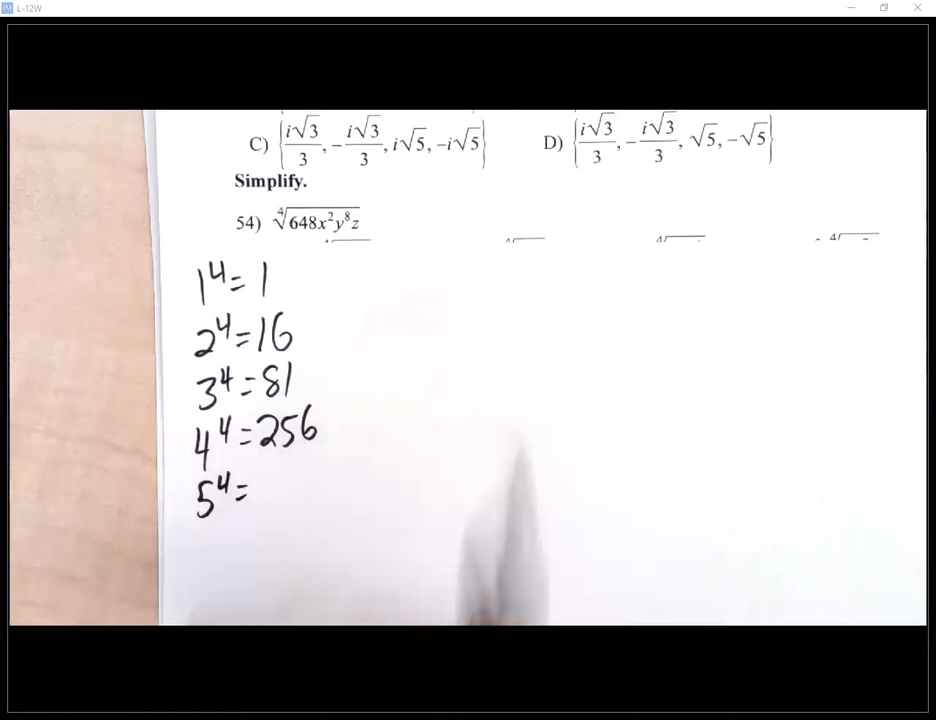 L-12W
C) {i√3/3, -i√3/3, i√5, -i√5} D) {i√3/3, -i√3/3, √5, -√5}
Simplify.
54) ∜648x²y⁸z
1⁴=1
2⁴=16
3⁴=81
4⁴=256
5⁴=